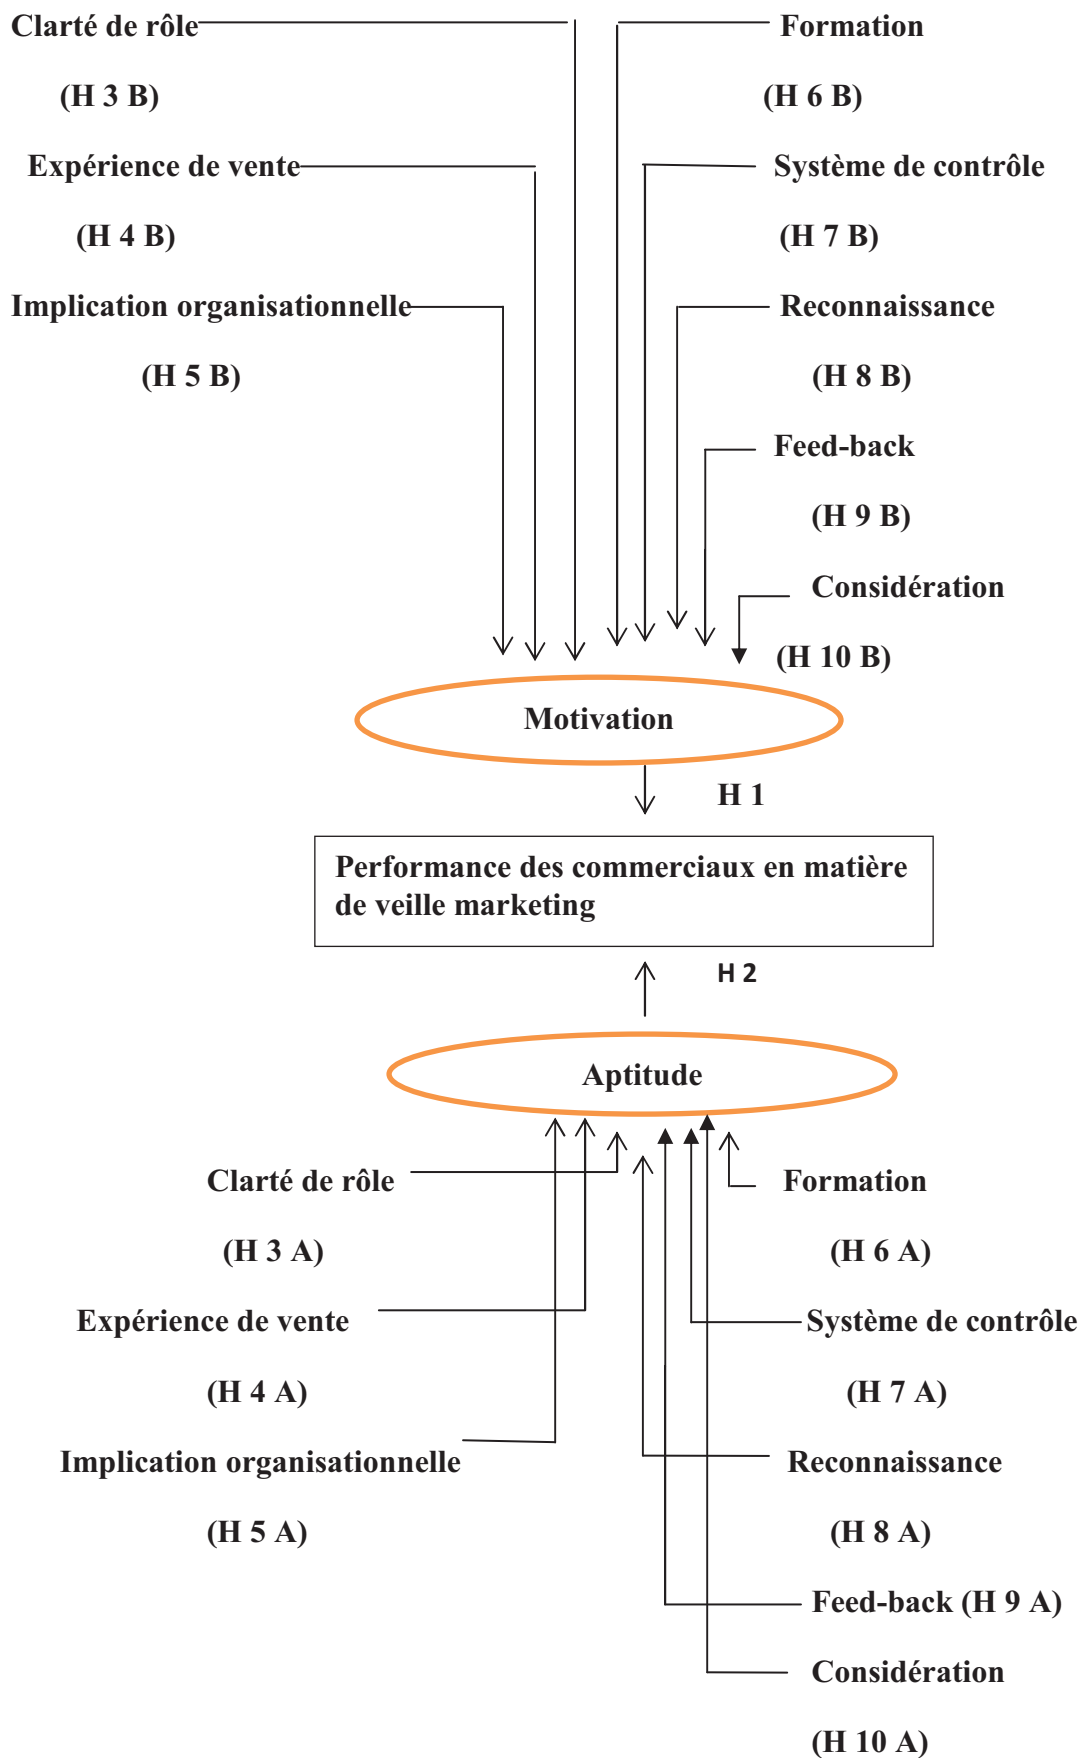 Clarté de rôle
Formation
(H 3 B)
(H 6 B)
Expérience de vente
Système de contrôle
(H 4 B)
(H 7 B)
Implication organisationnelle
Reconnaissance
(H 5 B)
(H 8 B)
Feed-back
(H 9 B)
Considération
(H 10 B)
Motivation
H 1
Performance des commerciaux en matière
de veille marketing
H 2
Aptitude
Clarté de rôle
Formation
(H 3 A)
(H 6 A)
Expérience de vente
Système de contrôle
(H 4 A)
(H 7 A)
Implication organisationnelle
Reconnaissance
(H 5 A)
(H 8 A)
Feed-back (H 9 A)
Considération
(H 10 A)